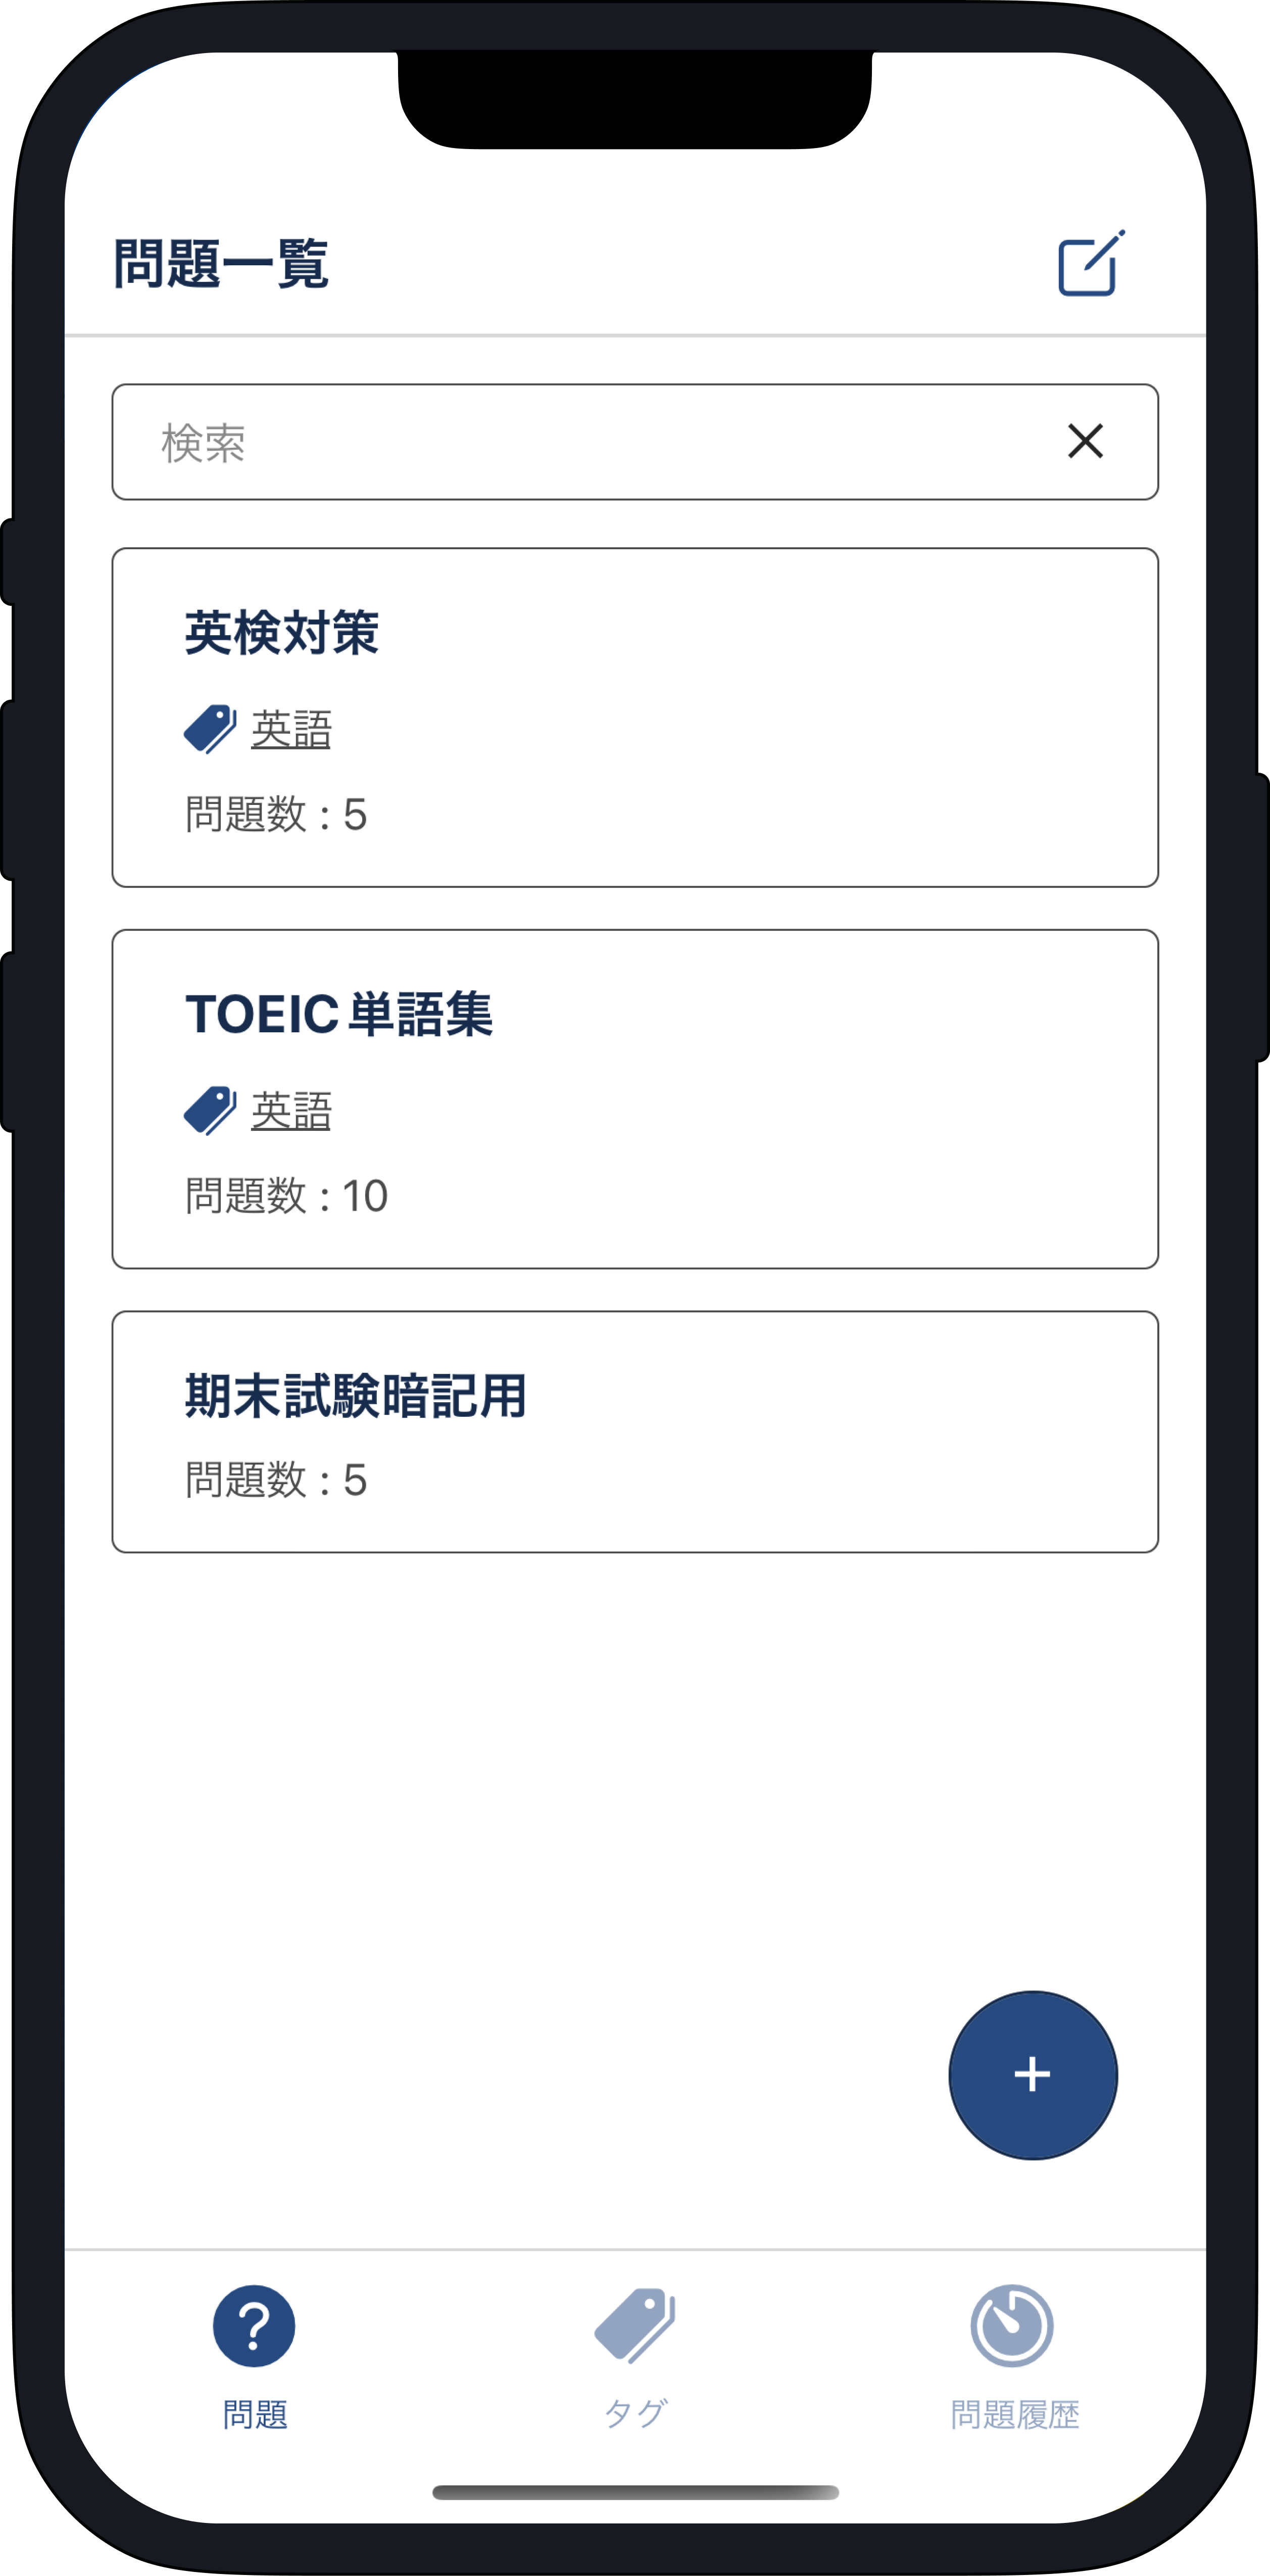 問題一覧
検索
英検対策
英語
問題数 : 5
TOEIC 単語集
英語
問題数 : 10
期末試験暗記用
問題数 : 5
問題
タグ
問題履歴